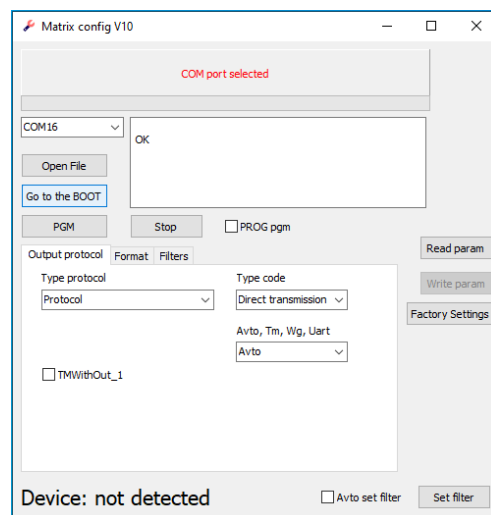 Matrix config V10
COM port selected
COM16
OK
Open File
Go to the BOOT
PGM
Stop
PROG pgm
Read param
Output protocol
Format
Filters
Type protocol
Type code
Write param
Protocol
Direct transmission
Factory Settings
Avto, Tm, Wg, Uart
Avto
TMWithOut_1
Device: not detected
Avto set filter
Set filter